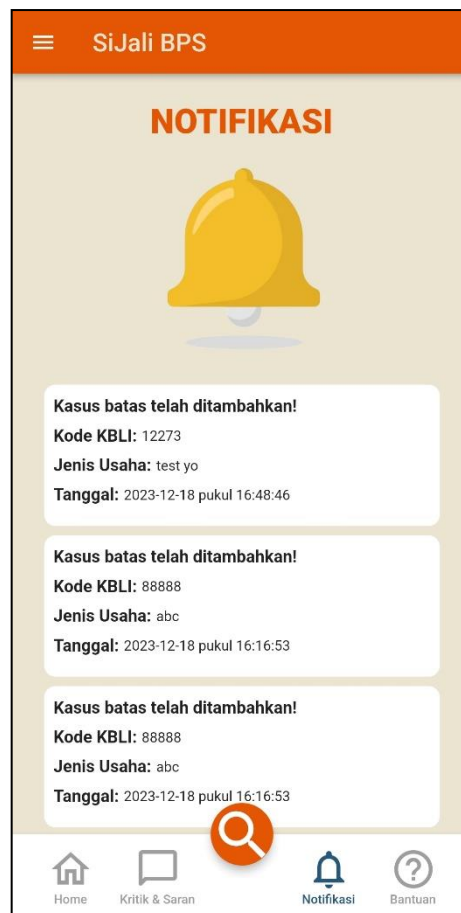 SiJali BPS
NOTIFIKASI
Kasus batas telah ditambahkan!
Kode KBLI: 12273
Jenis Usaha: test yo
Tanggal: 2023-12-18 pukul 16:48:46
Kasus batas telah ditambahkan!
Kode KBLI: 88888
Jenis Usaha: abc
Tanggal: 2023-12-18 pukul 16:16:53
Kasus batas telah ditambahkan!
Kode KBLI: 88888
Jenis Usaha: abc
Tanggal: 2023-12-18 pukul 16:16:53
Home Kritik & Saran Notifikasi Bantuan